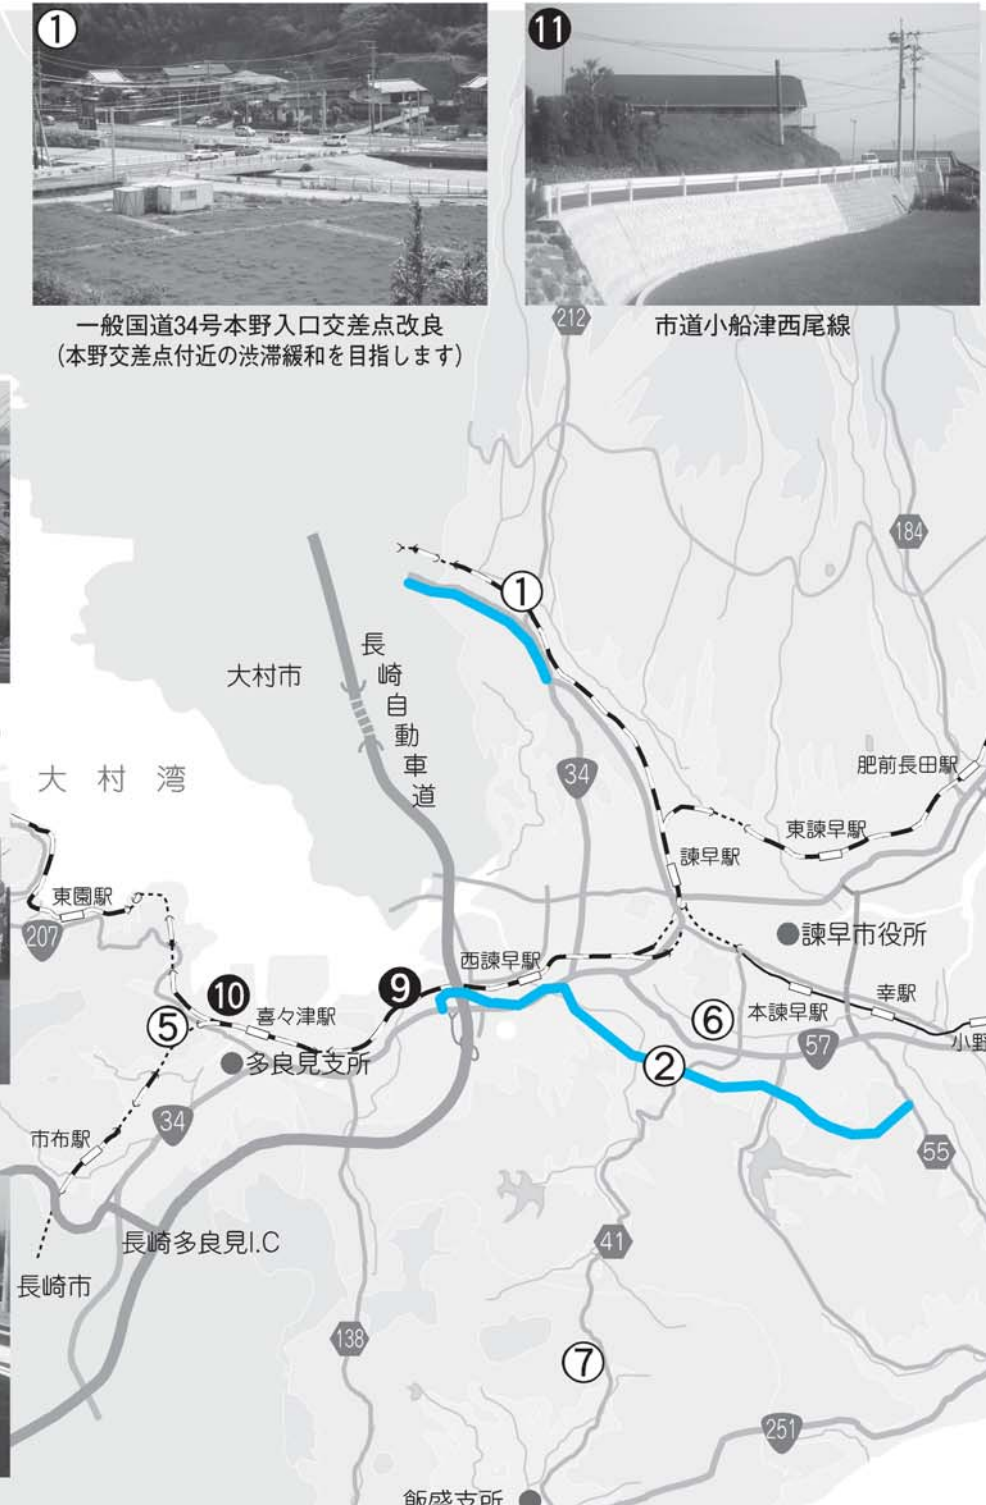 ①
⓫
一般国道34号本野入口交差点改良
(本野交差点付近の渋滞緩和を目指します)
市道小船津西尾線
212
184
①
大村市
長崎自動車道
大村湾
34
肥前長田駅
東諫早駅
諫早駅
東園駅
207
諫早市役所
西諫早駅
❿
❾
喜々津駅
⑤
⑥
本諫早駅
幸駅
小野
57
多良見支所
②
34
市布駅
55
長崎多良見I.C
41
長崎市
138
⑦
251
飯盛支所